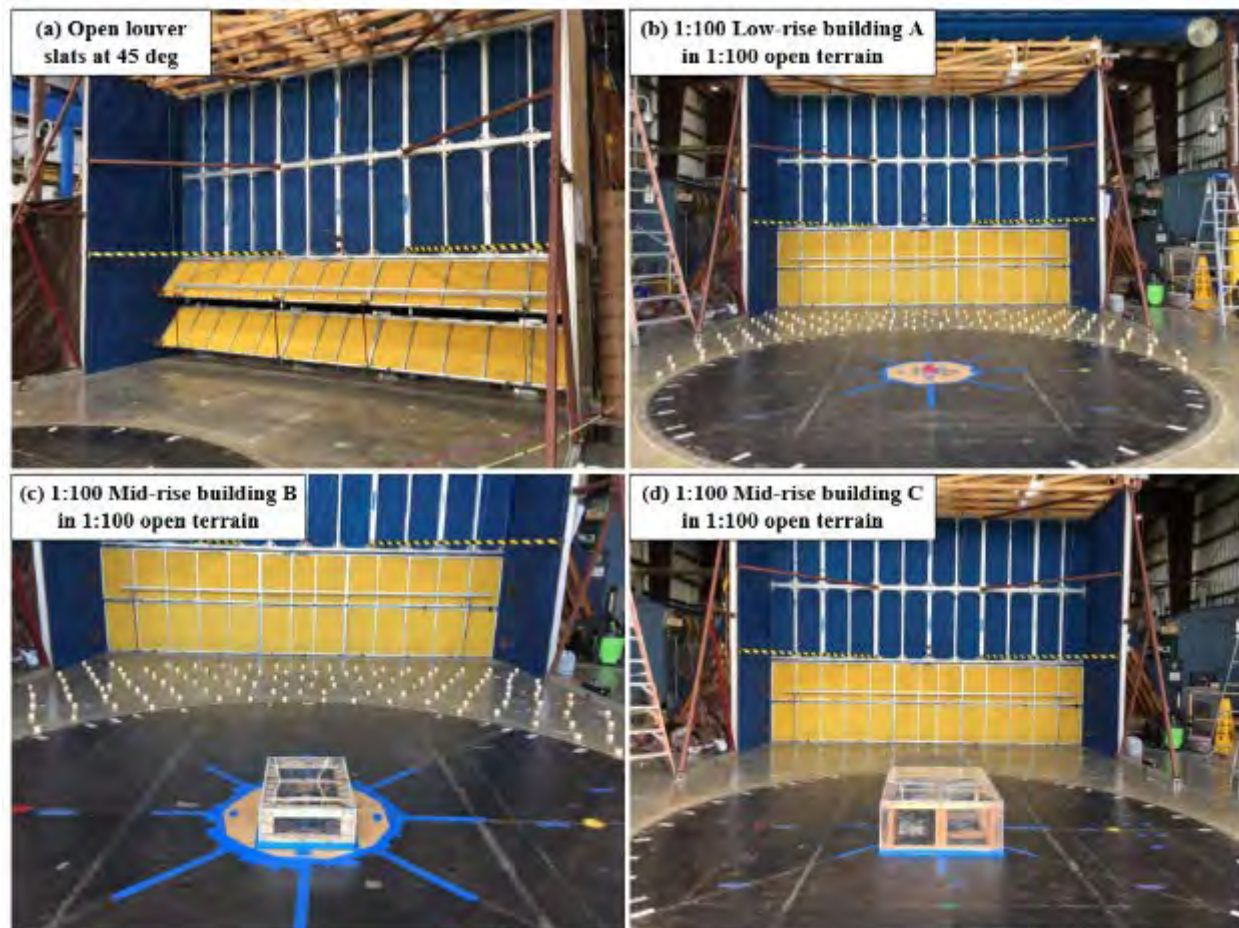 (a) Open louver
slats at 45 deg
(b) 1:100 Low-rise building A
in 1:100 open terrain
(c) 1:100 Mid-rise building B
in 1:100 open terrain
(d) 1:100 Mid-rise building C
in 1:100 open terrain